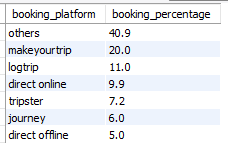 booking_platform booking_percentage
others 40.9
makeyourtrip 20.0
logtrip 11.0
direct online 9.9
tripster 7.2
journey 6.0
direct offline 5.0